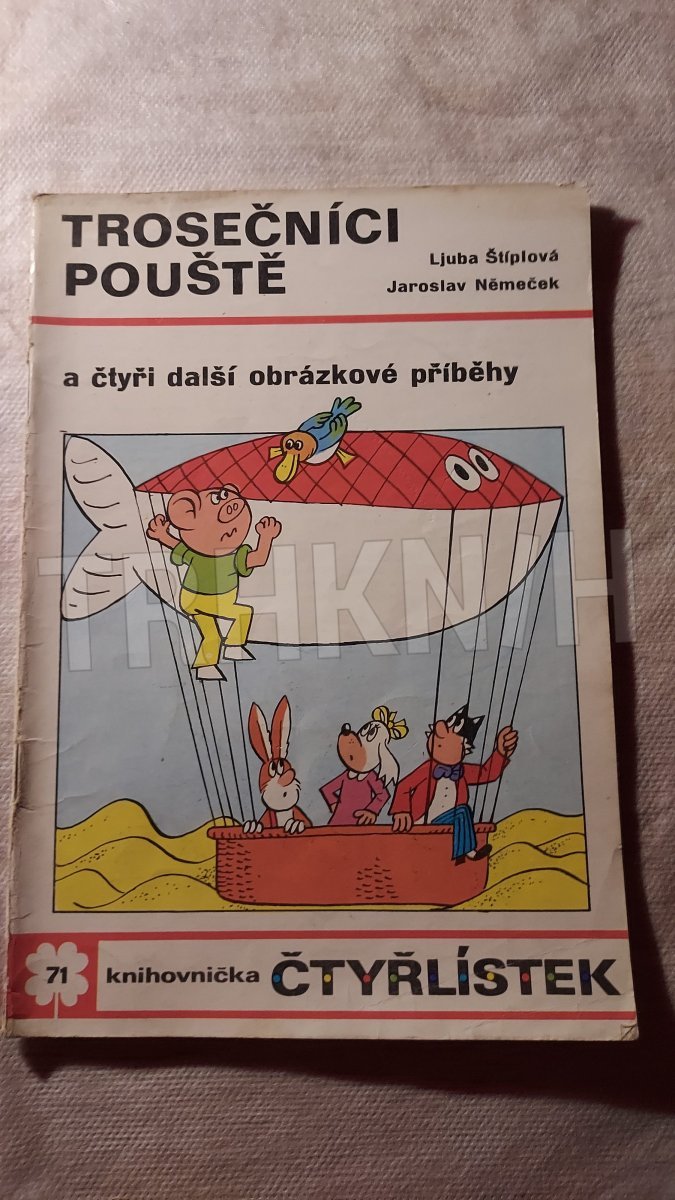 TROSEČNÍCI
POUŠTĚ
Ljuba Štíplová
Jaroslav Němeček
a čtyři další obrázkové příběhy
TRHKNIH
71
knihovnička ČTYŘLÍSTEK